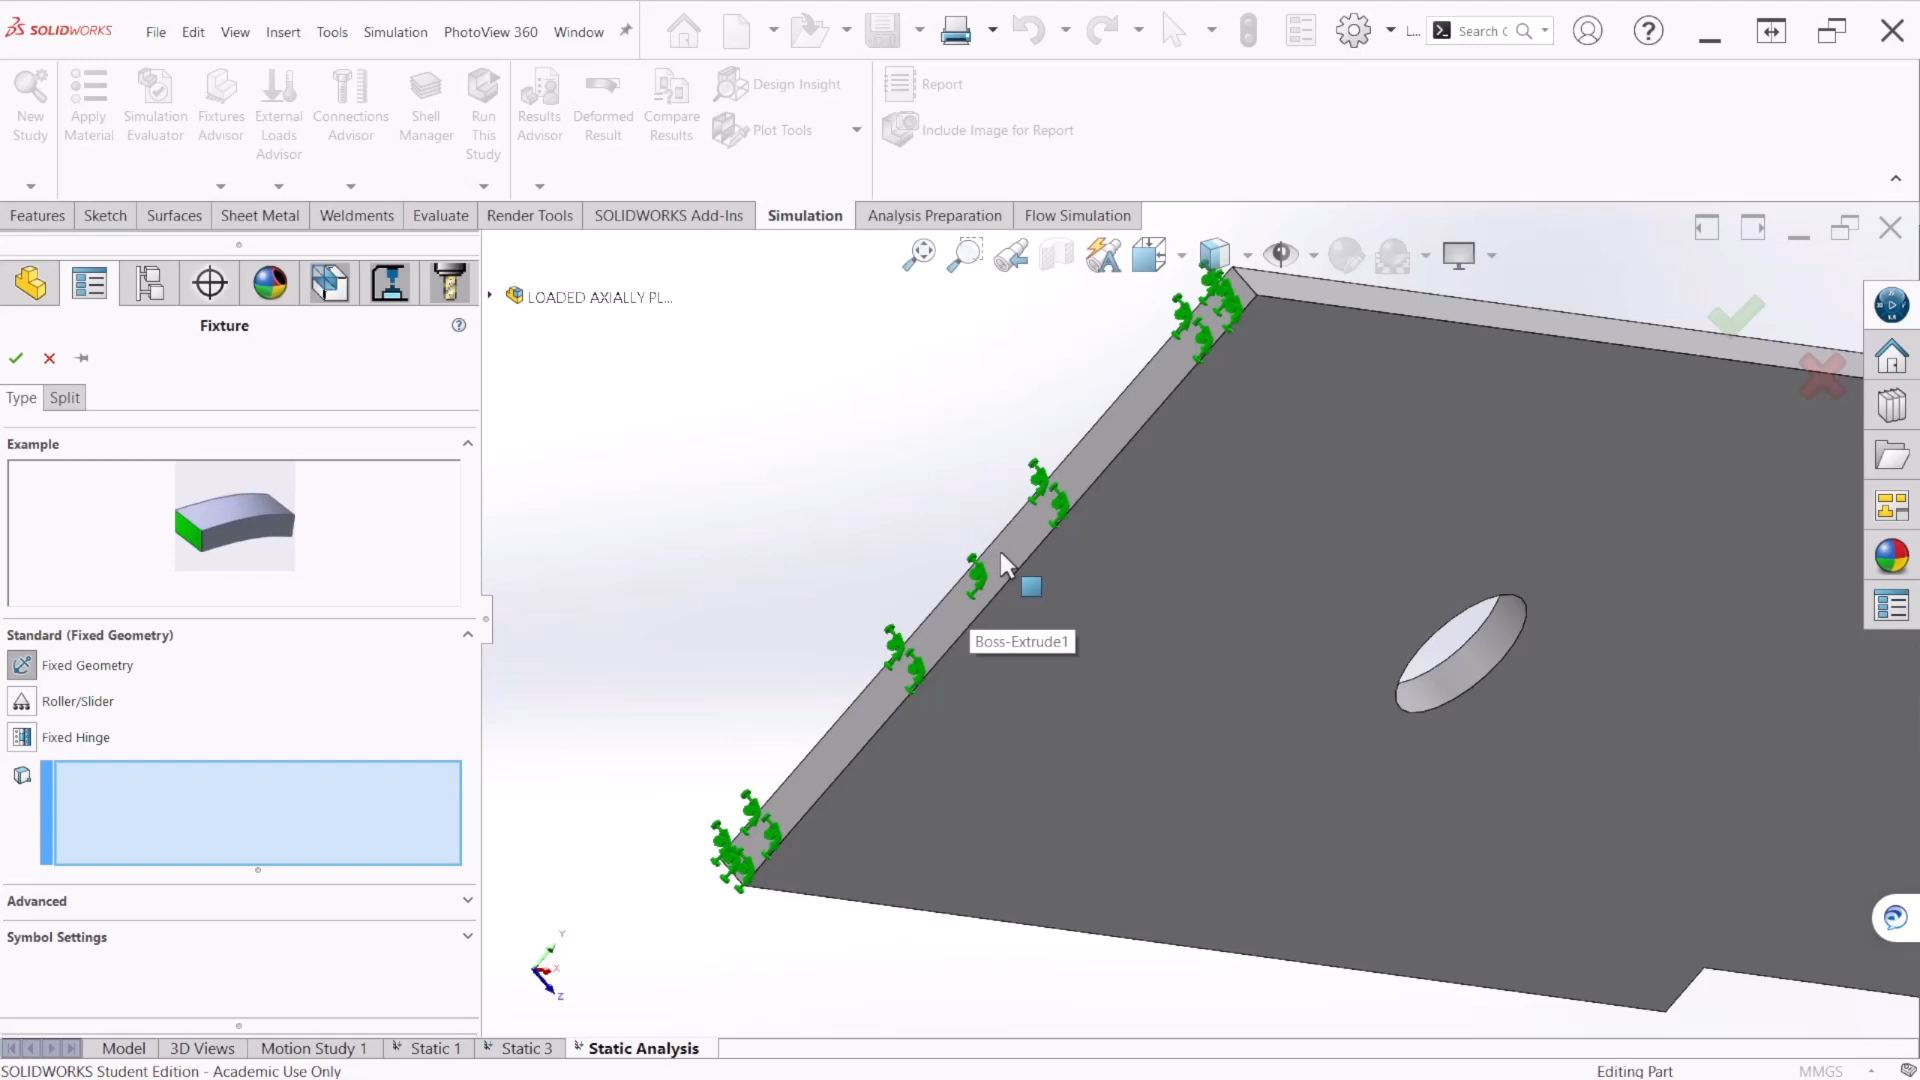 SOLIDWORKS File Edit View Insert Tools Simulation PhotoView 360 Window L... Search C
New Study
Apply Material
Simulation Evaluator
Fixtures Advisor
External Loads Advisor
Connections Advisor
Shell Manager
Run This Study
Results Advisor
Deformed Result
Compare Results
Design Insight
Plot Tools
Report
Include Image for Report
Features Sketch Surfaces Sheet Metal Weldments Evaluate Render Tools SOLIDWORKS Add-Ins Simulation Analysis Preparation Flow Simulation
LOADED AXIALLY PL...
Fixture
Type Split
Example
Standard (Fixed Geometry)
Fixed Geometry
Roller/Slider
Fixed Hinge
Advanced
Symbol Settings
Boss-Extrude1
Y
X
Z
Model 3D Views Motion Study 1 Static 1 Static 3 Static Analysis
SOLIDWORKS Student Edition - Academic Use Only Editing Part MMGS